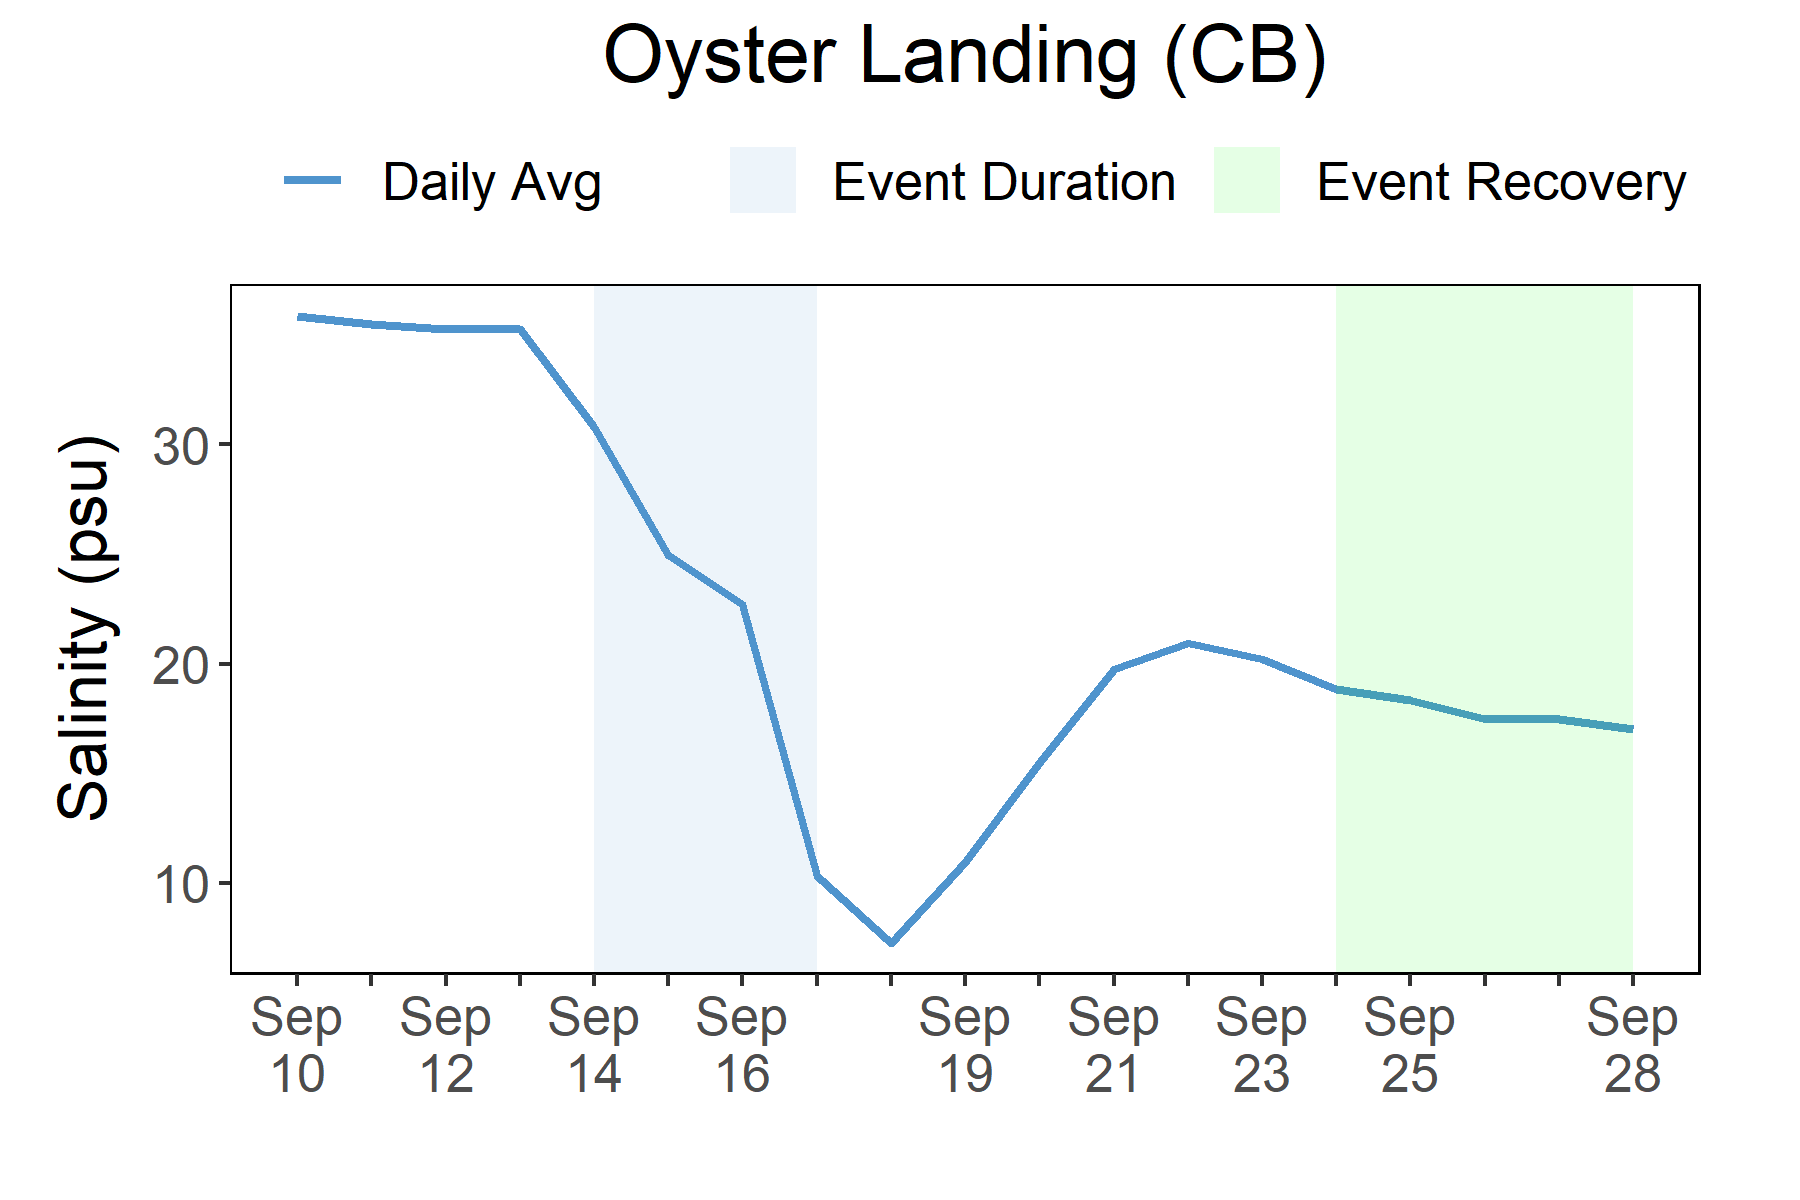 Oyster Landing (CB)
Daily Avg
Event Duration
Event Recovery
Salinity (psu)
30
20
10
Sep
10
Sep
12
Sep
14
Sep
16
Sep
19
Sep
21
Sep
23
Sep
25
Sep
28